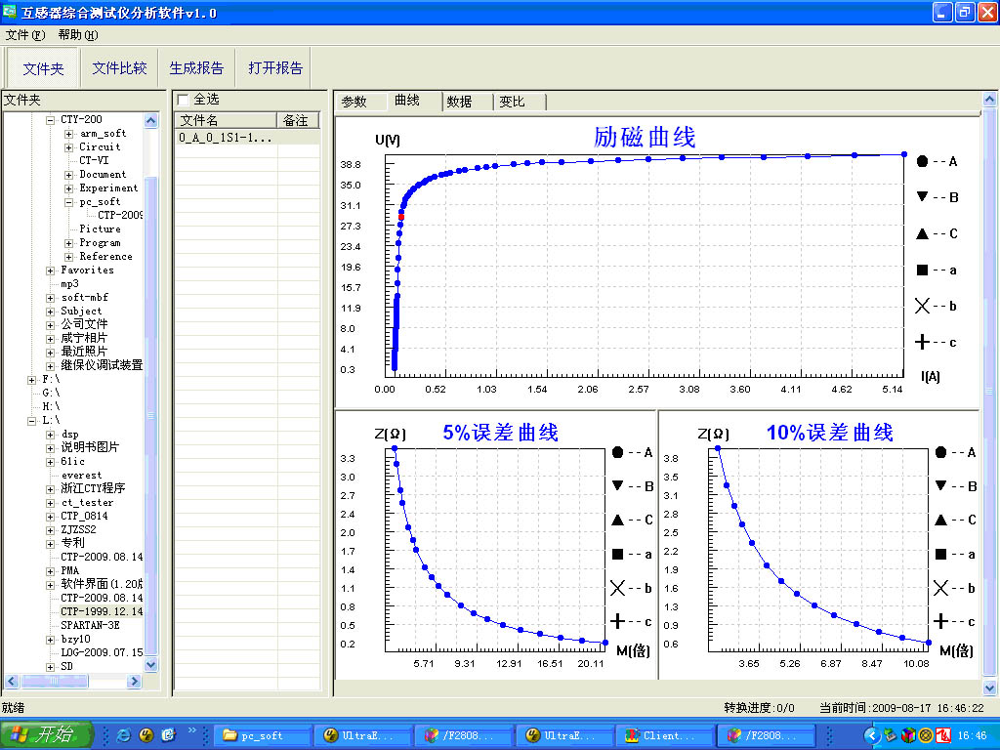 互感器综合测试仪分析软件v1.0
文件(F) 帮助(H)
文件夹 文件比较 生成报告 打开报告
文件夹
CTY-200
arm_soft
Circuit
CT-VI
Document
Experiment
pc_soft
CTP-2009
Picture
Program
Reference
Favorites
mp3
soft-mbf
Subject
公司文件
咸宁相片
最近照片
继保仪调试装置
F:\
G:\
H:\
L:\
dsp
说明书图片
61ic
everest
浙江CTY程序
ct_tester
CTP_0814
ZJZSS2
专利
CTP-2009.08.14
PMA
软件界面(1.20版
CTP-2009.08.14
CTP-1999.12.14
SPARTAN-3E
bzy10
LOG-2009.07.15
SD
全选
文件名 备注
0_A_0_1S1-1...
参数 曲线 数据 变比
励磁曲线
U(V)
38.8
35.0
31.1
27.3
23.4
19.6
15.7
11.9
8.0
4.1
0.3
0.00 0.52 1.03 1.54 2.06 2.57 3.08 3.60 4.11 4.62 5.14
I(A)
A
B
C
a
b
c
5%误差曲线
Z(Ω)
3.3
3.0
2.7
2.4
2.0
1.7
1.4
1.1
0.8
0.5
0.2
5.71 9.31 12.91 16.51 20.11
M(倍)
A
B
C
a
b
c
10%误差曲线
Z(Ω)
3.8
3.5
3.1
2.8
2.5
2.2
1.9
1.6
1.3
0.9
0.6
3.65 5.26 6.87 8.47 10.08
M(倍)
A
B
C
a
b
c
就绪 转换进度:0/0 当前时间:2009-08-17 16:46:22
开始 pc_soft UltraE... /F2808... UltraE... Client... /F2808... 16:46